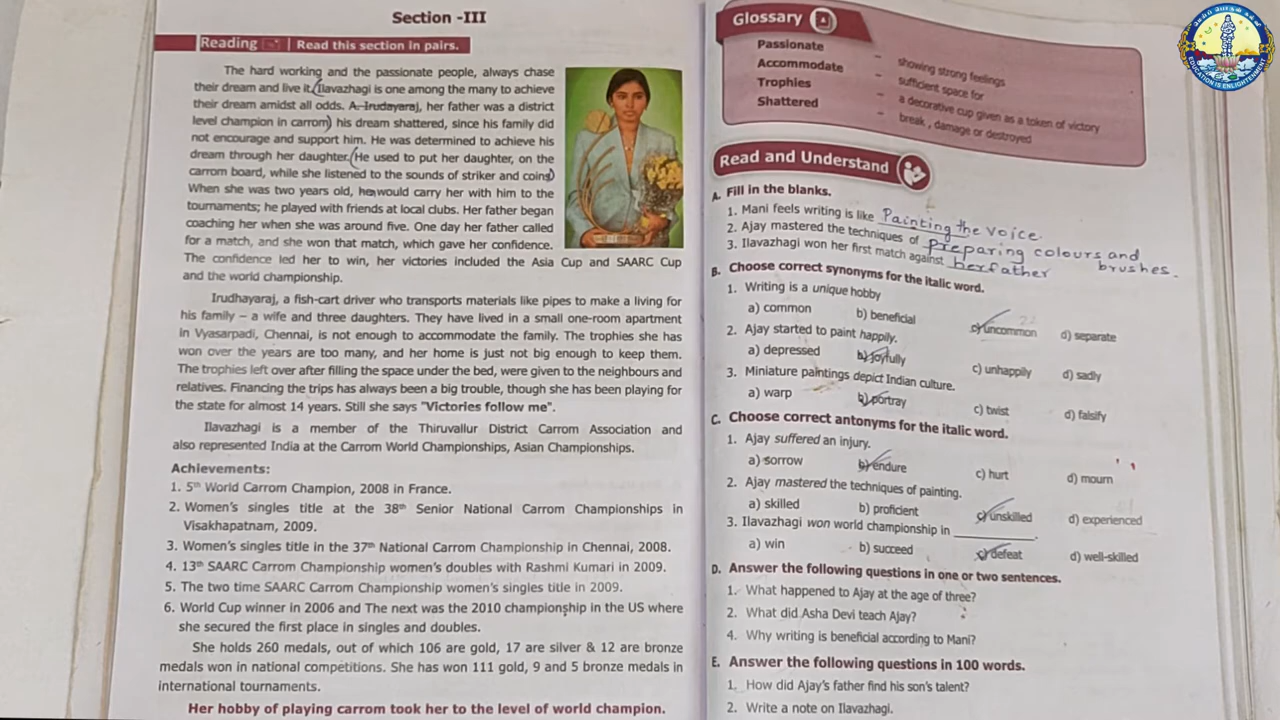 Section -III
Reading | Read this section in pairs.
The hard working and the passionate people, always chase
their dream and live it. Ilavazhagi is one among the many to achieve
their dream amidst all odds. A. Irudayaraj, her father was a district
level champion in carrom, his dream shattered, since his family did
not encourage and support him. He was determined to achieve his
dream through her daughter. He used to put her daughter, on the
carrom board, while she listened to the sounds of striker and coins.
When she was two years old, he would carry her with him to the
tournaments; he played with friends at local clubs. Her father began
coaching her when she was around five. One day her father called
for a match, and she won that match, which gave her confidence.
The confidence led her to win, her victories included the Asia Cup and SAARC Cup
and the world championship.
Irudhayaraj, a fish-cart driver who transports materials like pipes to make a living for
his family – a wife and three daughters. They have lived in a small one-room apartment
in Vyasarpadi, Chennai, is not enough to accommodate the family. The trophies she has
won over the years are too many, and her home is just not big enough to keep them.
The trophies left over after filling the space under the bed, were given to the neighbours and
relatives. Financing the trips has always been a big trouble, though she has been playing for
the state for almost 14 years. Still she says "Victories follow me".
Ilavazhagi is a member of the Thiruvallur District Carrom Association and
also represented India at the Carrom World Championships, Asian Championships.
Achievements:
1. 5th World Carrom Champion, 2008 in France.
2. Women's singles title at the 38th Senior National Carrom Championships in
Visakhapatnam, 2009.
3. Women's singles title in the 37th National Carrom Championship in Chennai, 2008.
4. 13th SAARC Carrom Championship women's doubles with Rashmi Kumari in 2009.
5. The two time SAARC Carrom Championship women's singles title in 2009.
6. World Cup winner in 2006 and The next was the 2010 championship in the US where
she secured the first place in singles and doubles.
She holds 260 medals, out of which 106 are gold, 17 are silver & 12 are bronze
medals won in national competitions. She has won 111 gold, 9 and 5 bronze medals in
international tournaments.
Her hobby of playing carrom took her to the level of world champion.
Glossary
Passionate – showing strong feelings
Accommodate – sufficient space for
Trophies – a decorative cup given as a token of victory
Shattered – break, damage or destroyed
Read and Understand
A. Fill in the blanks.
1. Mani feels writing is like Painting the voice.
2. Ajay mastered the techniques of preparing colours and
brushes.
3. Ilavazhagi won her first match against her father
B. Choose correct synonyms for the italic word.
1. Writing is a unique hobby
a) common b) beneficial c) uncommon d) separate
2. Ajay started to paint happily.
a) depressed b) joyfully c) unhappily d) sadly
3. Miniature paintings depict Indian culture.
a) warp b) portray c) twist d) falsify
C. Choose correct antonyms for the italic word.
1. Ajay suffered an injury.
a) sorrow b) endure c) hurt d) mourn
2. Ajay mastered the techniques of painting.
a) skilled b) proficient c) unskilled d) experienced
3. Ilavazhagi won world championship in ________.
a) win b) succeed c) defeat d) well-skilled
D. Answer the following questions in one or two sentences.
1. What happened to Ajay at the age of three?
2. What did Asha Devi teach Ajay?
4. Why writing is beneficial according to Mani?
E. Answer the following questions in 100 words.
1. How did Ajay's father find his son's talent?
2. Write a note on Ilavazhagi.
EDUCATION IS ENLIGHTENMENT